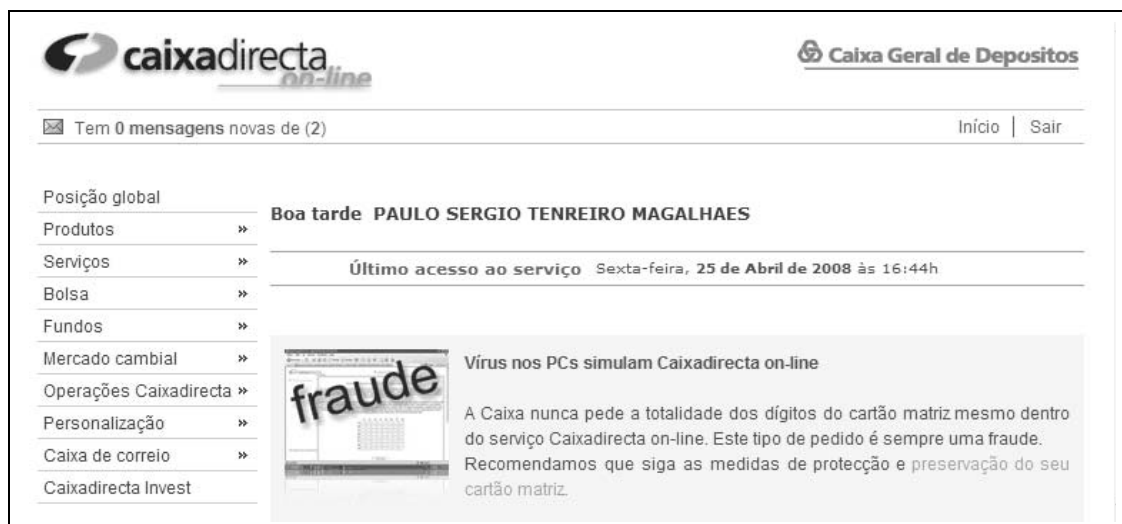 caixadirecta
on-line
Caixa Geral de Depositos
Tem 0 mensagens novas de (2)
Início | Sair
Posição global
Produtos »
Serviços »
Bolsa »
Fundos »
Mercado cambial »
Operações Caixadirecta »
Personalização »
Caixa de correio »
Caixadirecta Invest
Boa tarde PAULO SERGIO TENREIRO MAGALHAES
Último acesso ao serviço Sexta-feira, 25 de Abril de 2008 às 16:44h
fraude
Vírus nos PCs simulam Caixadirecta on-line
A Caixa nunca pede a totalidade dos dígitos do cartão matriz mesmo dentro
do serviço Caixadirecta on-line. Este tipo de pedido é sempre uma fraude.
Recomendamos que siga as medidas de protecção e preservação do seu
cartão matriz.